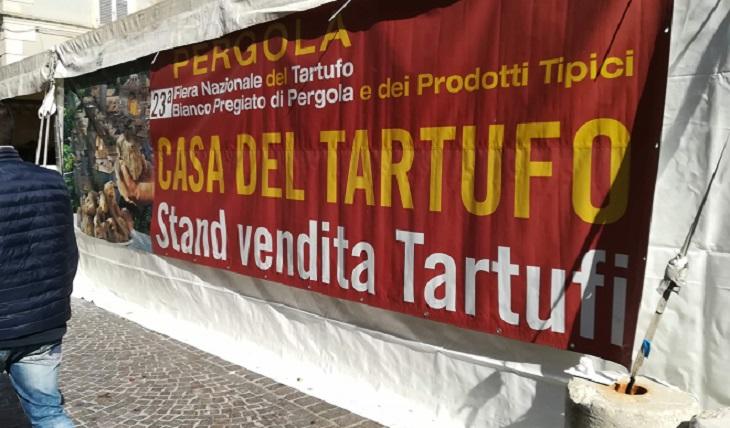 PERGOLA
23ª Fiera Nazionale del Tartufo
Bianco Pregiato di Pergola e dei Prodotti Tipici
CASA DEL TARTUFO
Stand vendita Tartufi